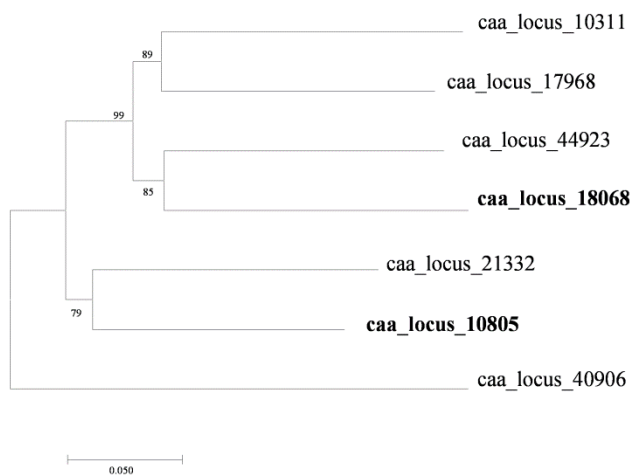 caa_locus_10311
89
caa_locus_17968
99
caa_locus_44923
85
caa_locus_18068
caa_locus_21332
79
caa_locus_10805
caa_locus_40906
0.050